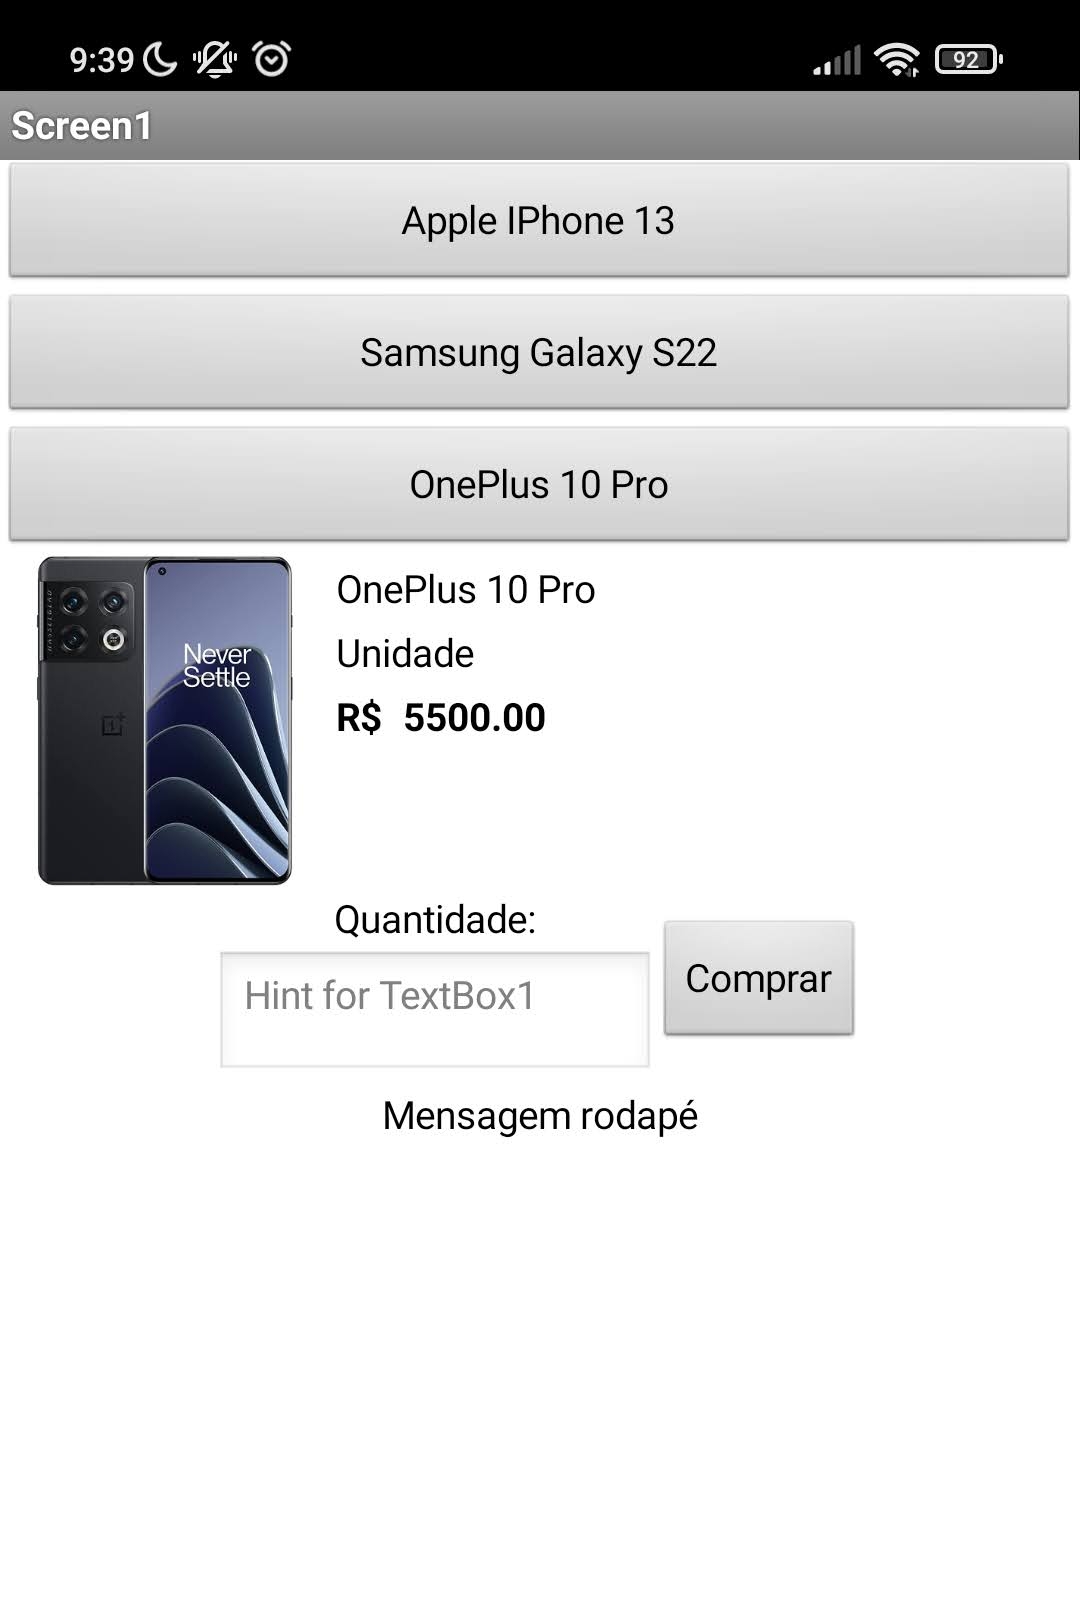 9:39
92
Screen1
Apple IPhone 13
Samsung Galaxy S22
OnePlus 10 Pro
HASSELBLAD
Never
Settle
OnePlus 10 Pro
Unidade
R$ 5500.00
Quantidade:
Hint for TextBox1
Comprar
Mensagem rodapé